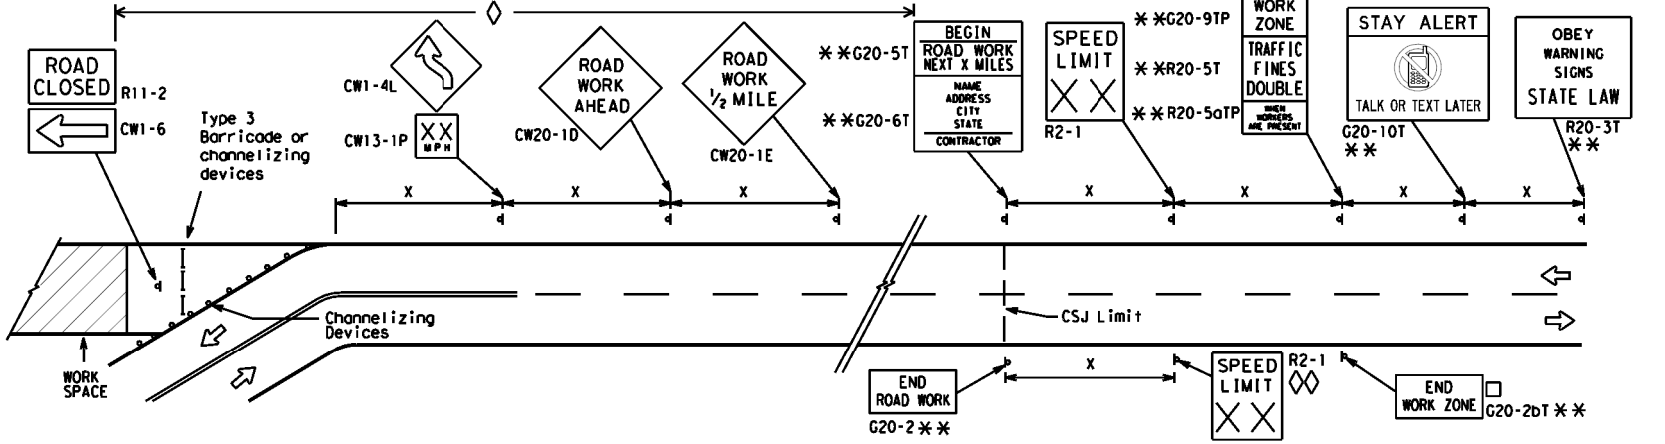 ROAD
CLOSED
R11-2
CW1-6
Type 3
Barricade or
channelizing
devices
CW1-4L
XX
MPH
CW13-1P
ROAD
WORK
AHEAD
CW20-1D
ROAD
WORK
1/2 MILE
CW20-1E
**G20-5T
**G20-6T
BEGIN
ROAD WORK
NEXT X MILES
NAME
ADDRESS
CITY
STATE
CONTRACTOR
SPEED
LIMIT
XX
R2-1
**G20-9TP
**R20-5T
**R20-5aTP
WORK
ZONE
TRAFFIC
FINES
DOUBLE
WHEN
WORKERS
ARE PRESENT
STAY ALERT
TALK OR TEXT LATER
G20-10T
**
OBEY
WARNING
SIGNS
STATE LAW
R20-3T
**
X
X
X
X
X
X
X
Channelizing
Devices
CSJ Limit
WORK
SPACE
END
ROAD WORK
G20-2**
X
SPEED
LIMIT
XX
R2-1
END
WORK ZONE
G20-2bT **